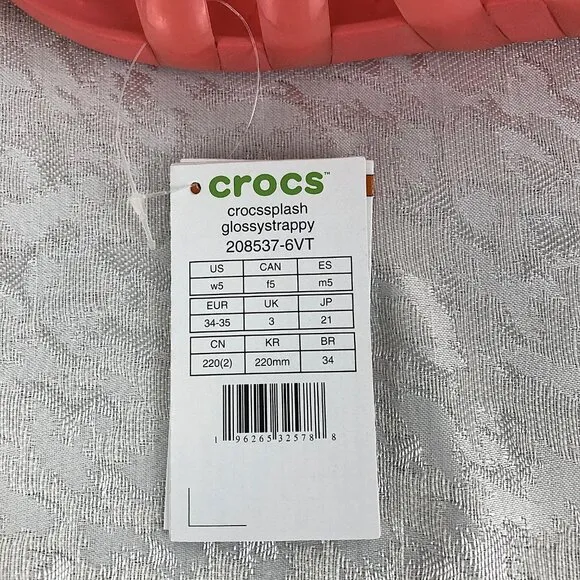 crocs™
crocssplash
glossystrappy
208537-6VT
US CAN ES
w5 f5 m5
EUR UK JP
34-35 3 21
CN KR BR
220(2) 220mm 34
1 96265 32578 8